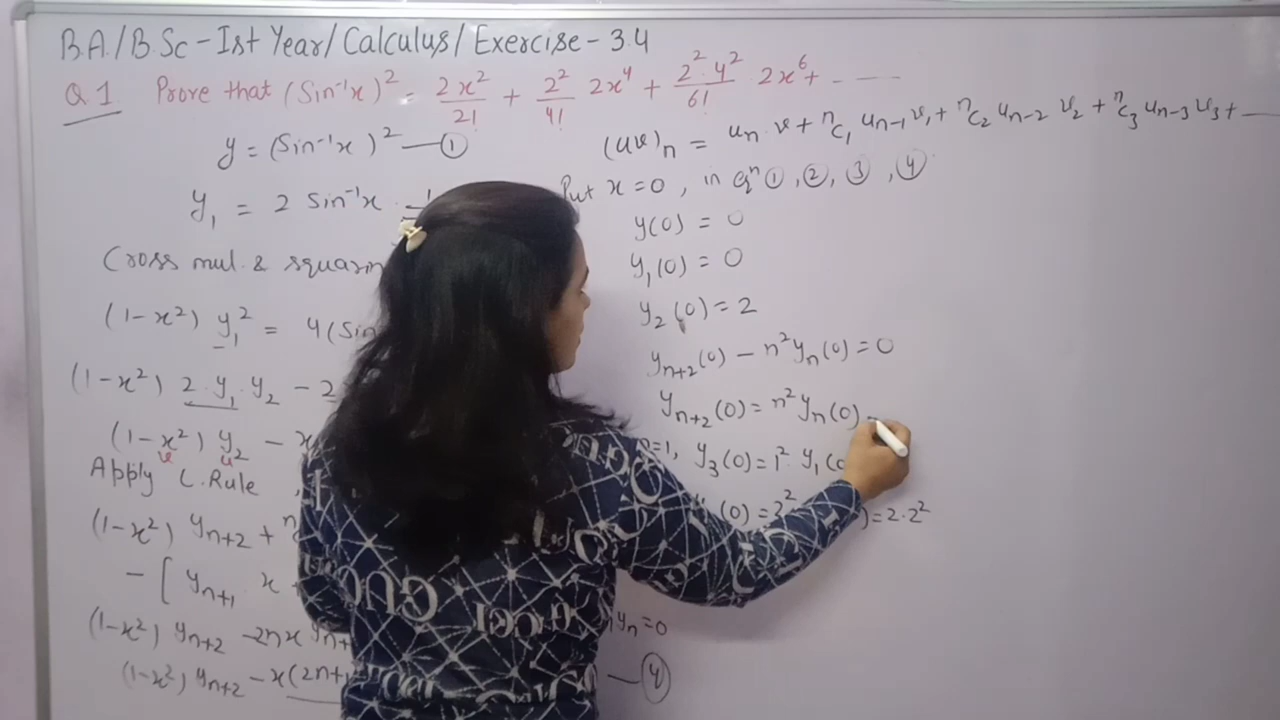 B.A./B.Sc - Ist Year/Calculus/Exercise - 3.4
Q.1 Prove that (Sin⁻¹x)² = 2x²/2! + 2²/4! 2x⁴ + 2²·4²/6! 2x⁶ + - - -
y = (Sin⁻¹x)² — ①
y₁ = 2 Sin⁻¹x ·
Cross mul. & squarin
(1-x²) y₁² = 4(Sin
(1-x²) 2·y₁·y₂ - 2
(1-x²) y₂ - x
v u
Apply L. Rule
(1-x²) yₙ₊₂ + n
- [ yₙ₊₁ · x
(1-x²) yₙ₊₂ - 2nx yₙ₊ yₙ = 0
(1-x²) yₙ₊₂ - x(2n+1 — ④
(uv)ₙ = uₙ·v + ⁿc₁ uₙ₋₁v₁ + ⁿc₂ uₙ₋₂ v₂ + ⁿc₃ uₙ₋₃ v₃ + —
Put x = 0, in eqⁿ ①, ②, ③, ④
y(0) = 0
y₁(0) = 0
y₂(0) = 2
yₙ₊₂(0) - n²yₙ(0) = 0
yₙ₊₂(0) = n²yₙ(0) -
=1, y₃(0) = 1²· y₁(0
(0) = 2² ) = 2·2²
GUCCI